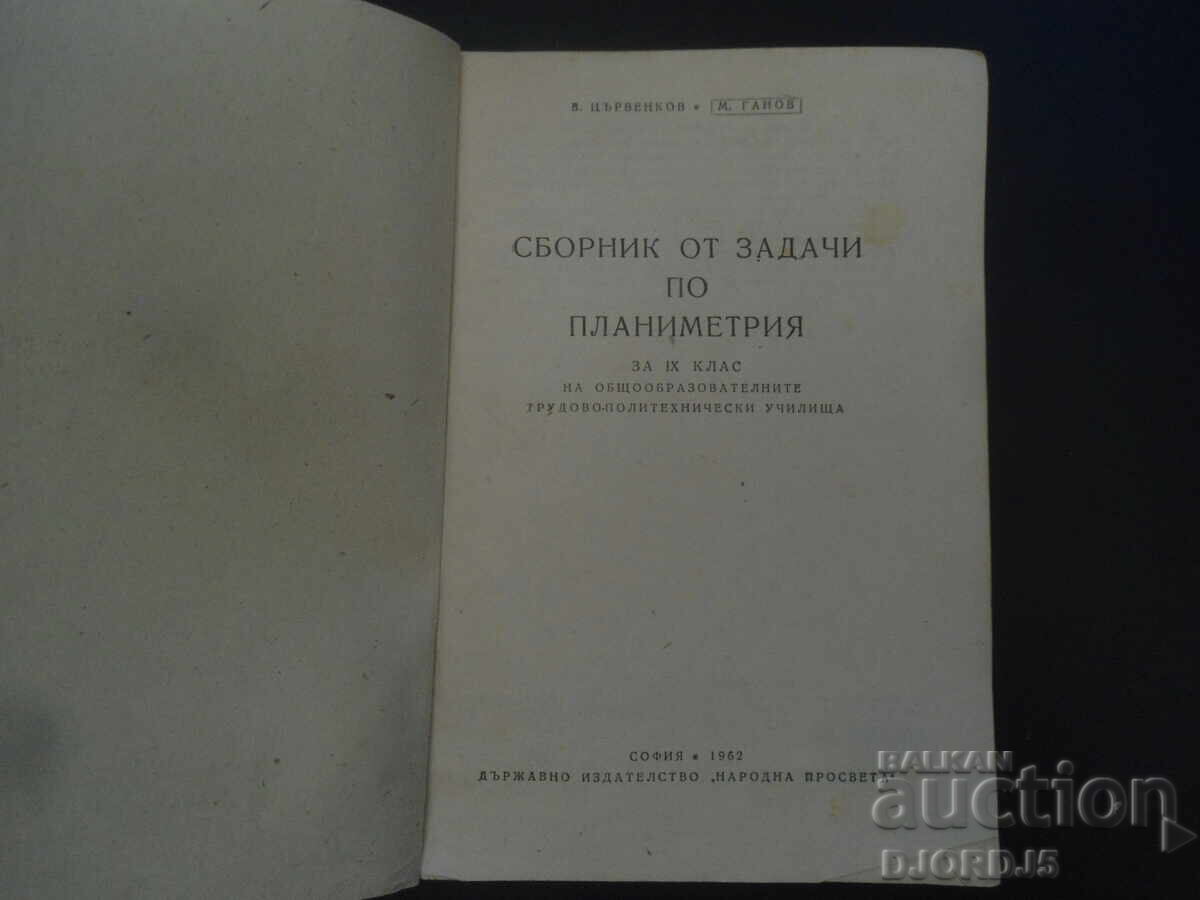 В. ЦЪРВЕНКОВ • М. ГАНОВ
СБОРНИК ОТ ЗАДАЧИ
ПО
ПЛАНИМЕТРИЯ
ЗА IX КЛАС
НА ОБЩООБРАЗОВАТЕЛНИТЕ
ТРУДОВО-ПОЛИТЕХНИЧЕСКИ УЧИЛИЩА
СОФИЯ • 1962
ДЪРЖАВНО ИЗДАТЕЛСТВО „НАРОДНА ПРОСВЕТА“
BALKAN
auction
DJORDJ5